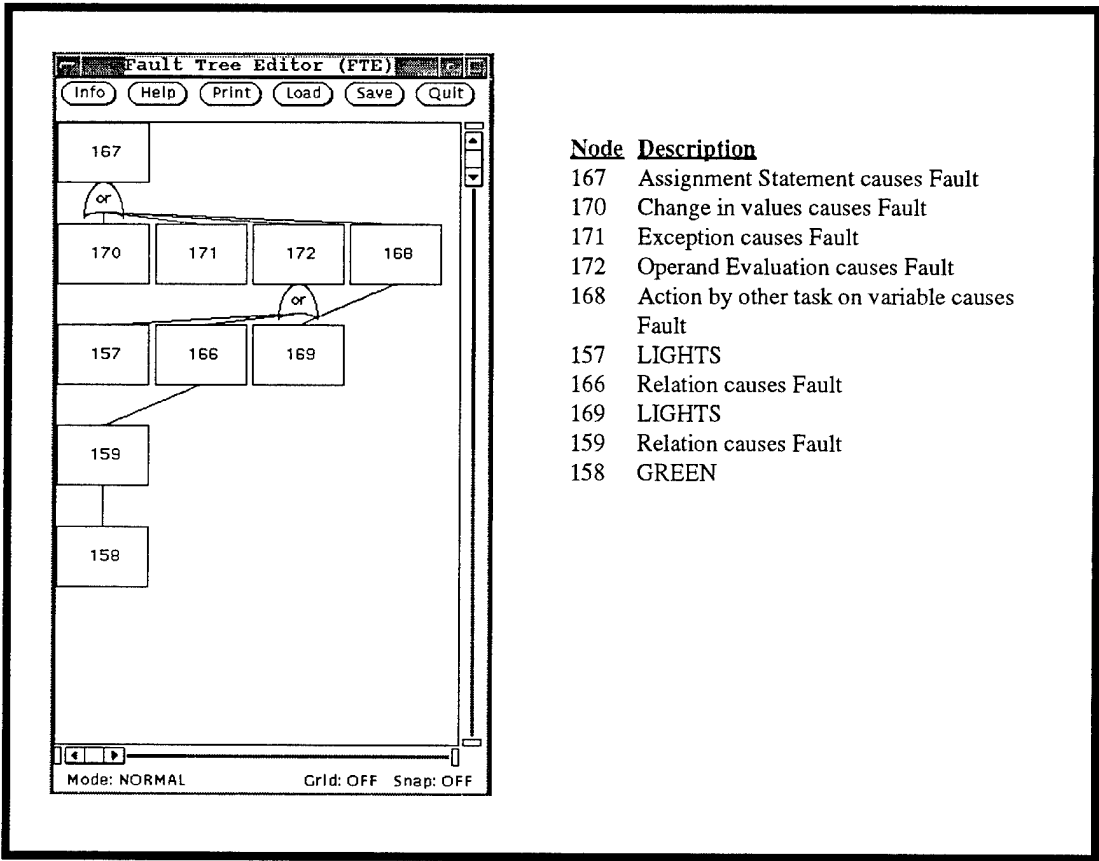 Fault Tree Editor (FTE)
Info Help Print Load Save Quit
167
or
170 171 172 168
or
157 166 169
159
158
Mode: NORMAL Grid: OFF Snap: OFF
Node Description
167 Assignment Statement causes Fault
170 Change in values causes Fault
171 Exception causes Fault
172 Operand Evaluation causes Fault
168 Action by other task on variable causes
Fault
157 LIGHTS
166 Relation causes Fault
169 LIGHTS
159 Relation causes Fault
158 GREEN